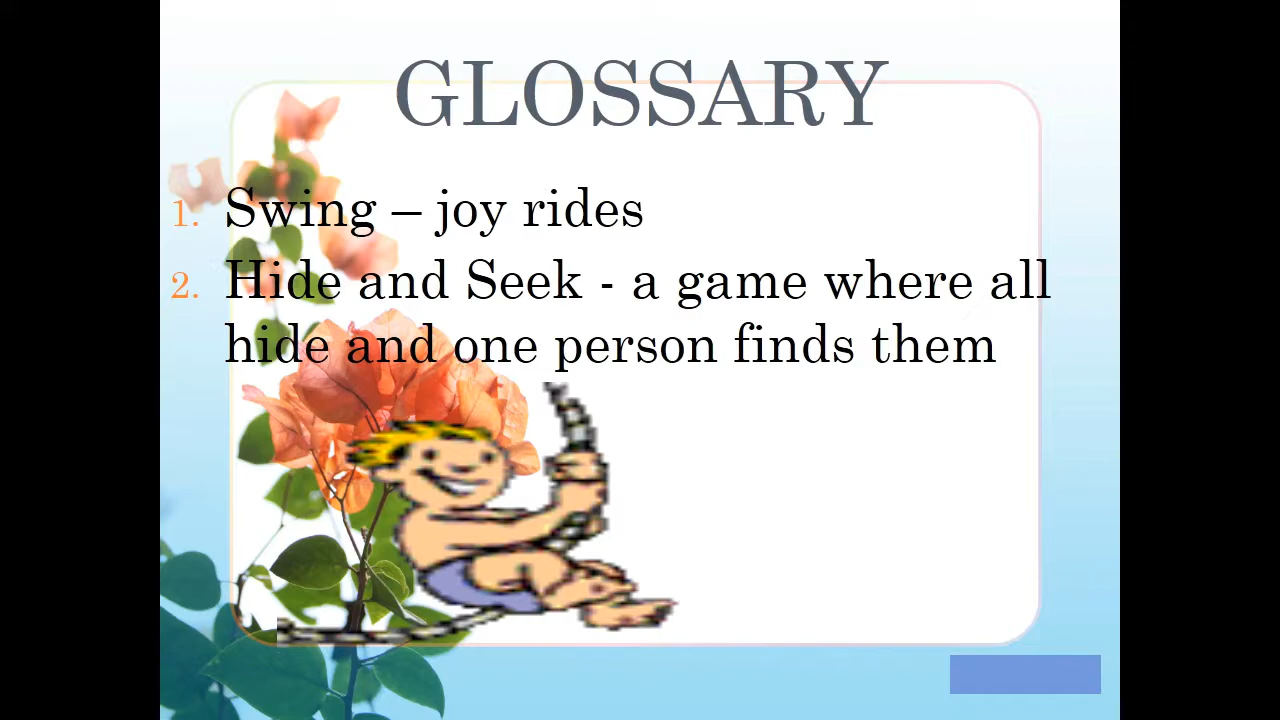 GLOSSARY
1. Swing – joy rides
2. Hide and Seek - a game where all
hide and one person finds them